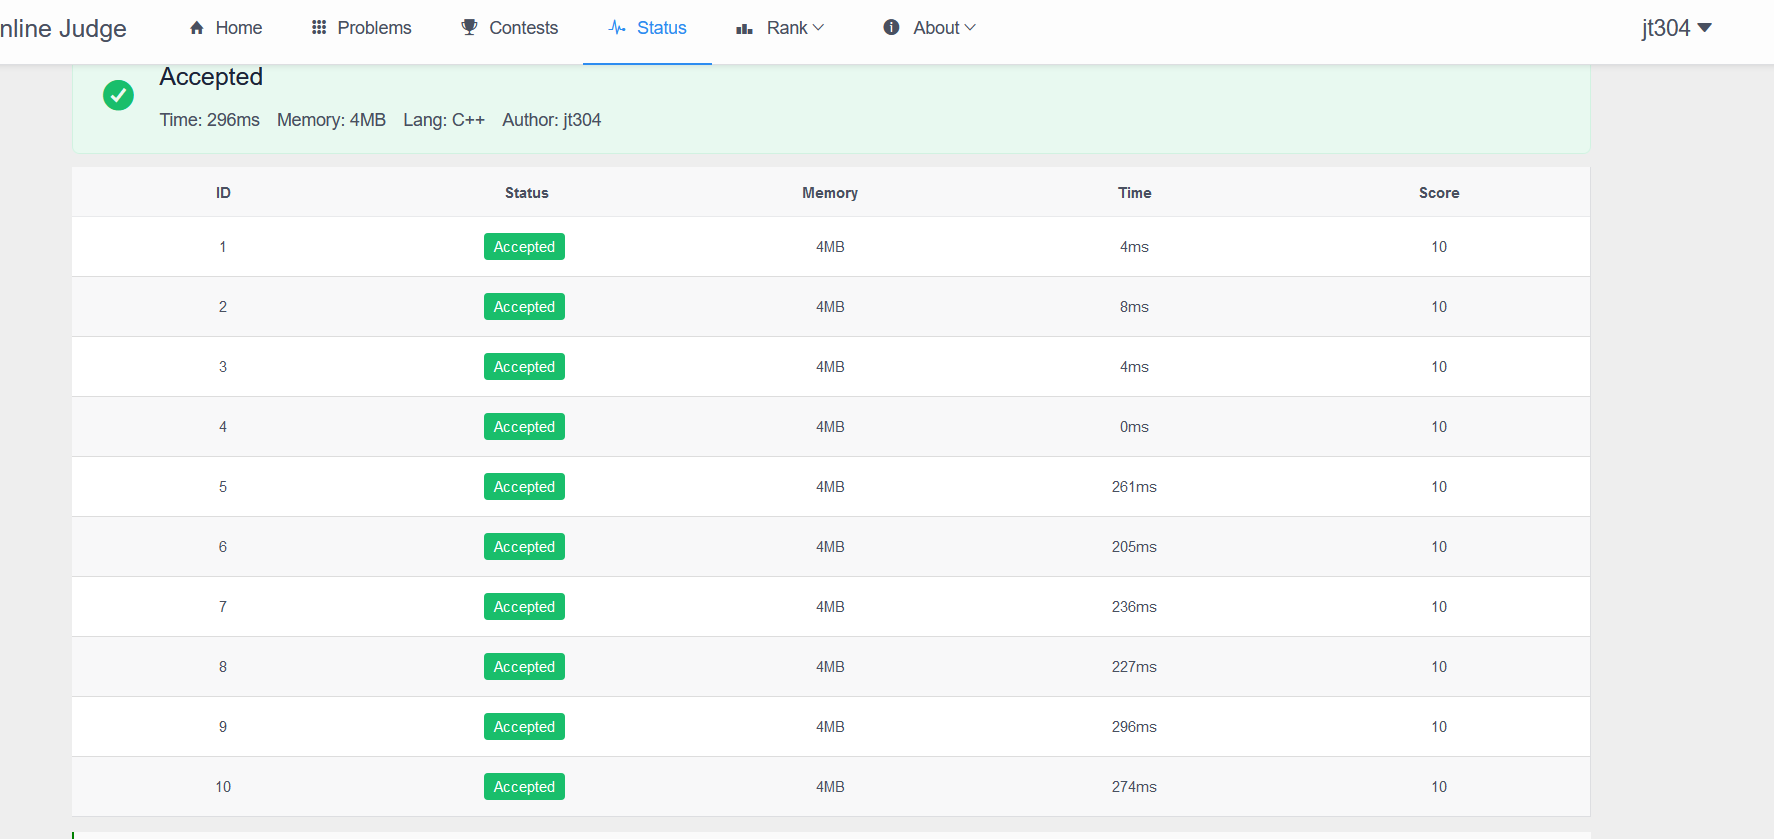 nline Judge Home Problems Contests Status Rank About jt304
Accepted
Time: 296ms Memory: 4MB Lang: C++ Author: jt304
ID Status Memory Time Score
1 Accepted 4MB 4ms 10
2 Accepted 4MB 8ms 10
3 Accepted 4MB 4ms 10
4 Accepted 4MB 0ms 10
5 Accepted 4MB 261ms 10
6 Accepted 4MB 205ms 10
7 Accepted 4MB 236ms 10
8 Accepted 4MB 227ms 10
9 Accepted 4MB 296ms 10
10 Accepted 4MB 274ms 10